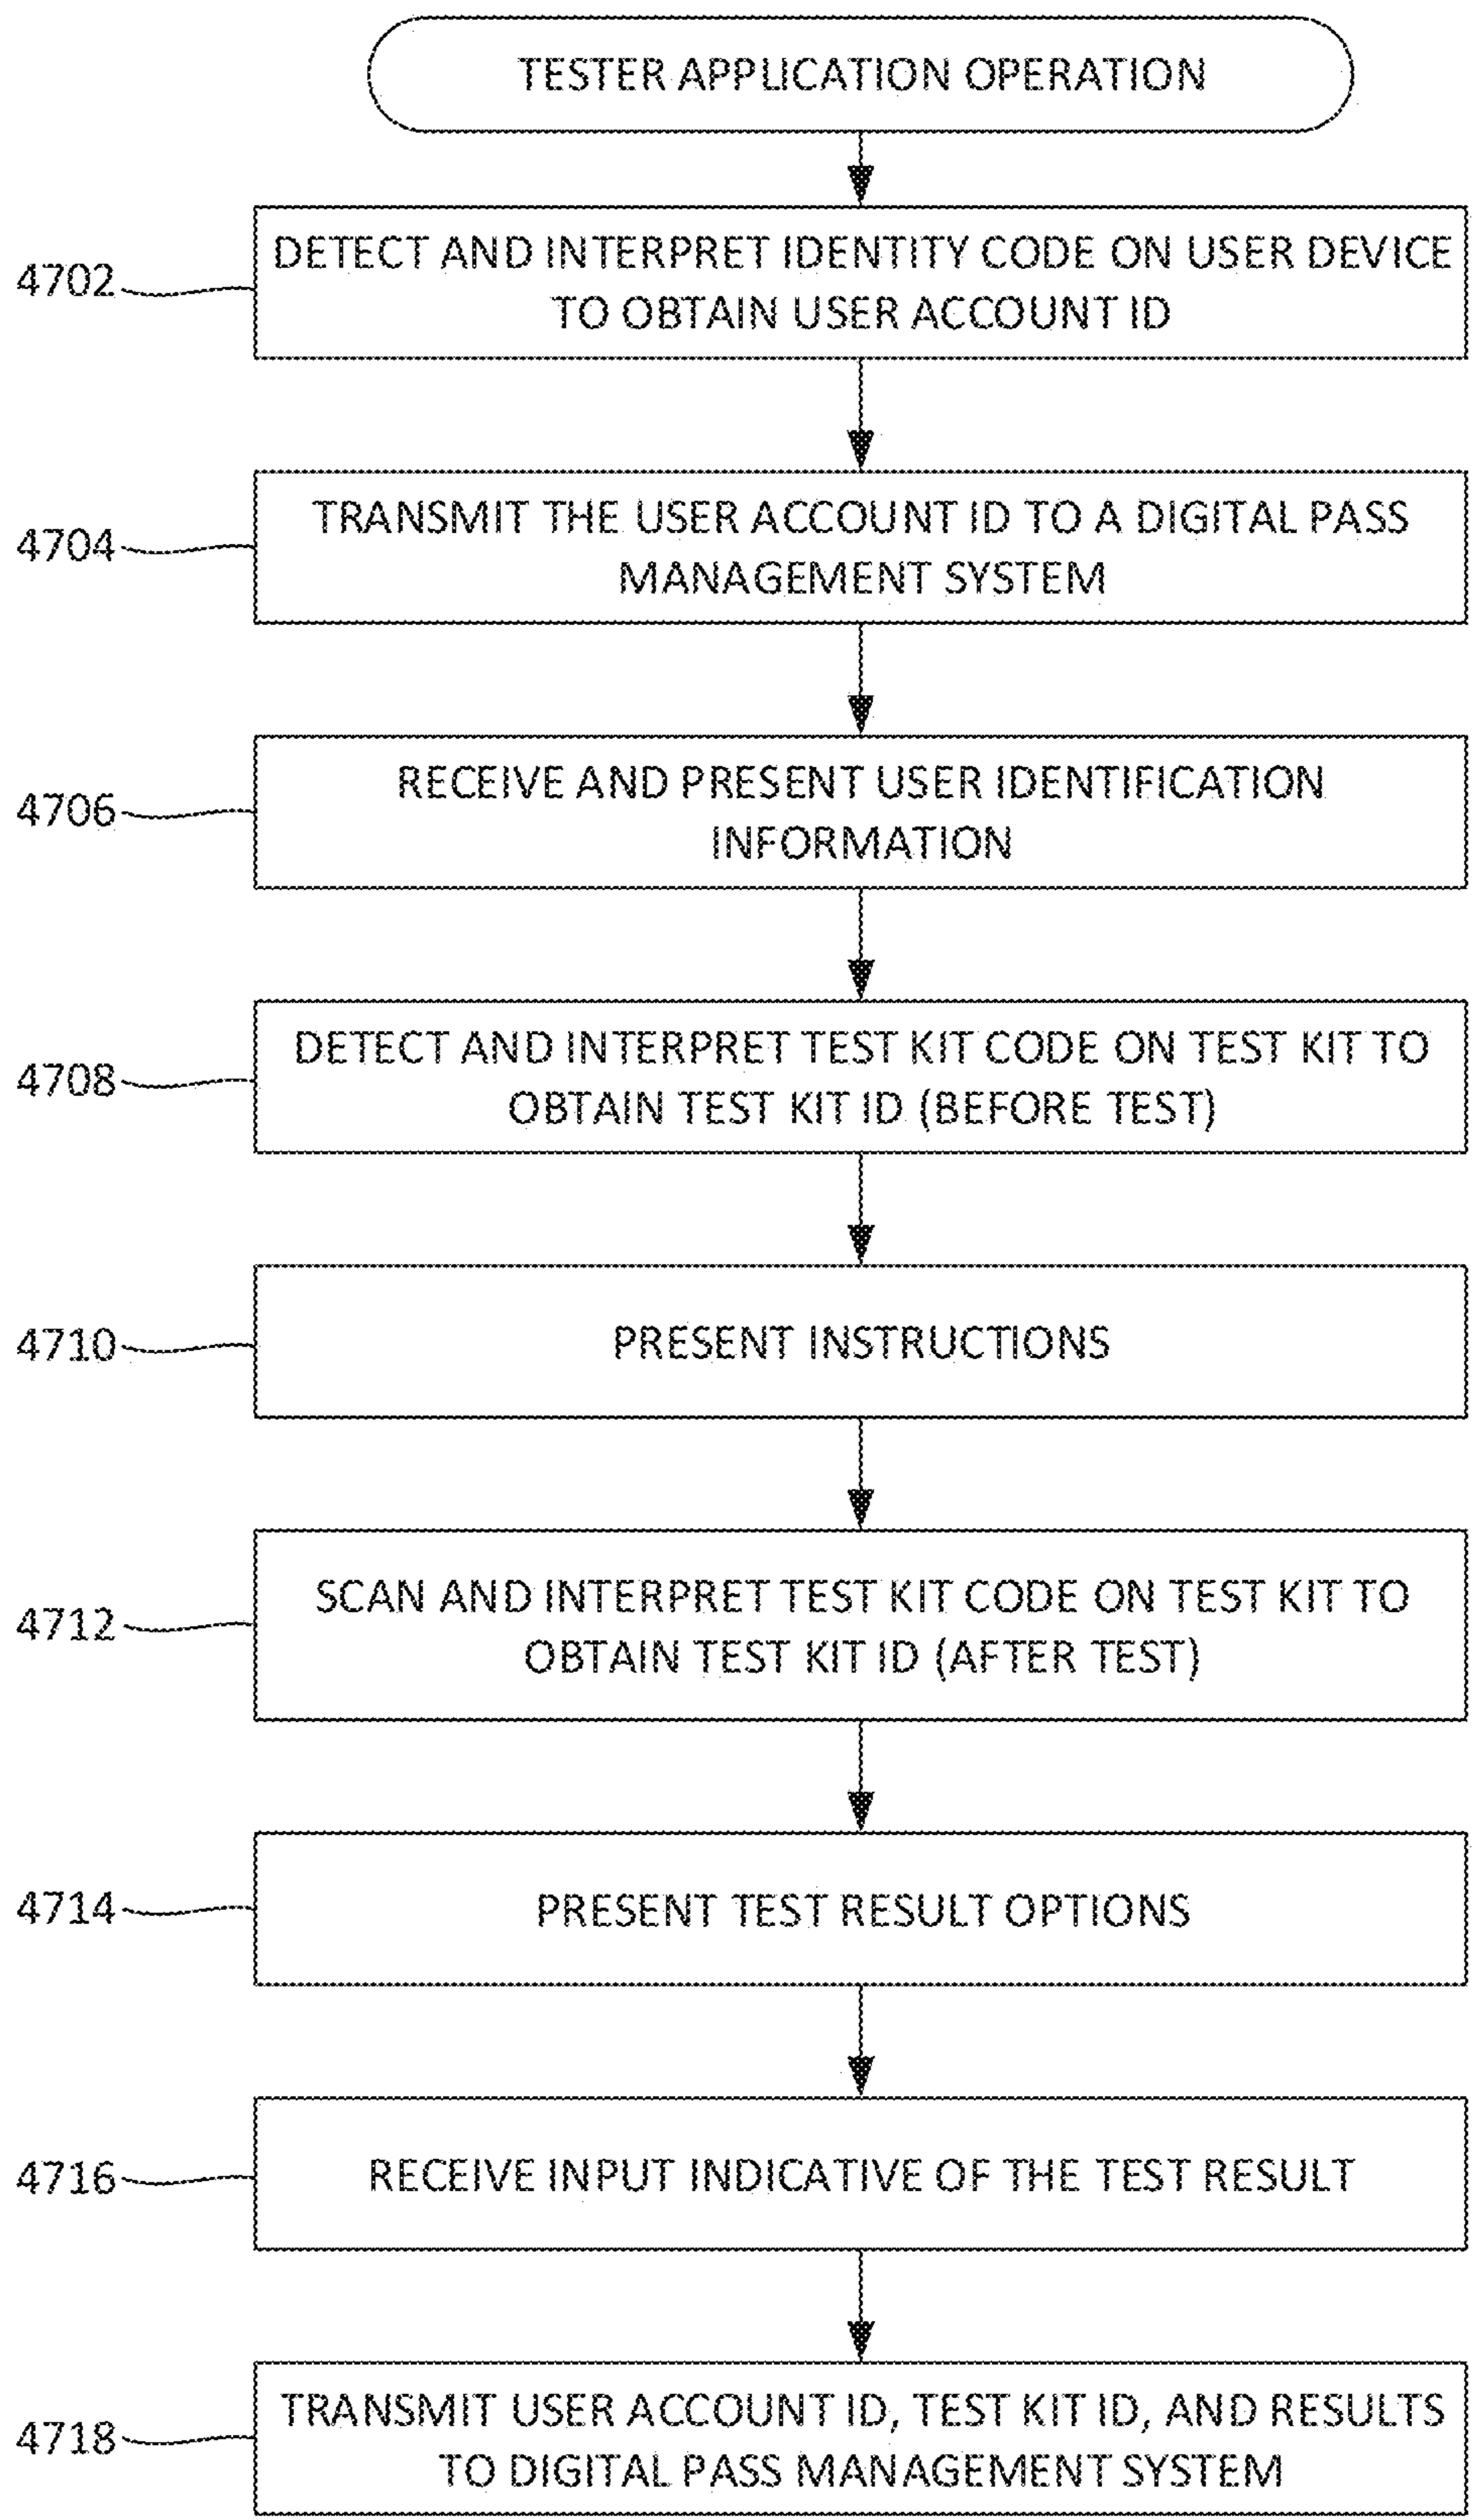 TESTER APPLICATION OPERATION
4702
DETECT AND INTERPRET IDENTITY CODE ON USER DEVICE
TO OBTAIN USER ACCOUNT ID
4704
TRANSMIT THE USER ACCOUNT ID TO A DIGITAL PASS
MANAGEMENT SYSTEM
4706
RECEIVE AND PRESENT USER IDENTIFICATION
INFORMATION
4708
DETECT AND INTERPRET TEST KIT CODE ON TEST KIT TO
OBTAIN TEST KIT ID (BEFORE TEST)
4710
PRESENT INSTRUCTIONS
4712
SCAN AND INTERPRET TEST KIT CODE ON TEST KIT TO
OBTAIN TEST KIT ID (AFTER TEST)
4714
PRESENT TEST RESULT OPTIONS
4716
RECEIVE INPUT INDICATIVE OF THE TEST RESULT
4718
TRANSMIT USER ACCOUNT ID, TEST KIT ID, AND RESULTS
TO DIGITAL PASS MANAGEMENT SYSTEM